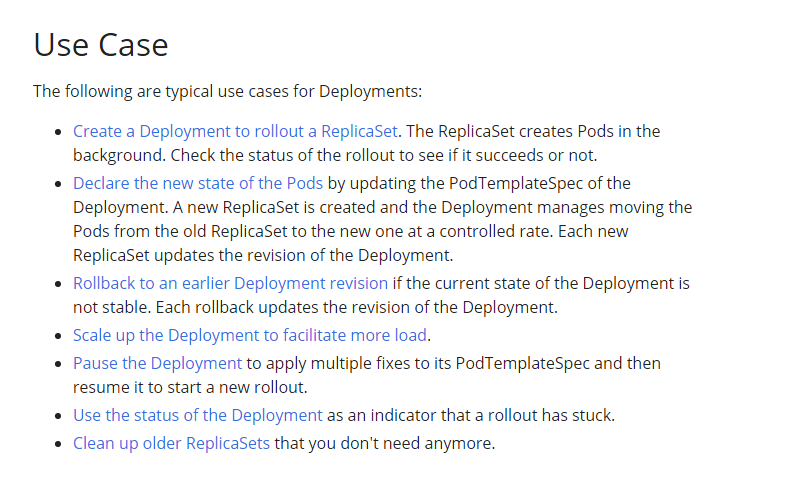 Use Case
The following are typical use cases for Deployments:
Create a Deployment to rollout a ReplicaSet. The ReplicaSet creates Pods in the
background. Check the status of the rollout to see if it succeeds or not.
Declare the new state of the Pods by updating the PodTemplateSpec of the
Deployment. A new ReplicaSet is created and the Deployment manages moving the
Pods from the old ReplicaSet to the new one at a controlled rate. Each new
ReplicaSet updates the revision of the Deployment.
Rollback to an earlier Deployment revision if the current state of the Deployment is
not stable. Each rollback updates the revision of the Deployment.
Scale up the Deployment to facilitate more load.
Pause the Deployment to apply multiple fixes to its PodTemplateSpec and then
resume it to start a new rollout.
Use the status of the Deployment as an indicator that a rollout has stuck.
Clean up older ReplicaSets that you don't need anymore.